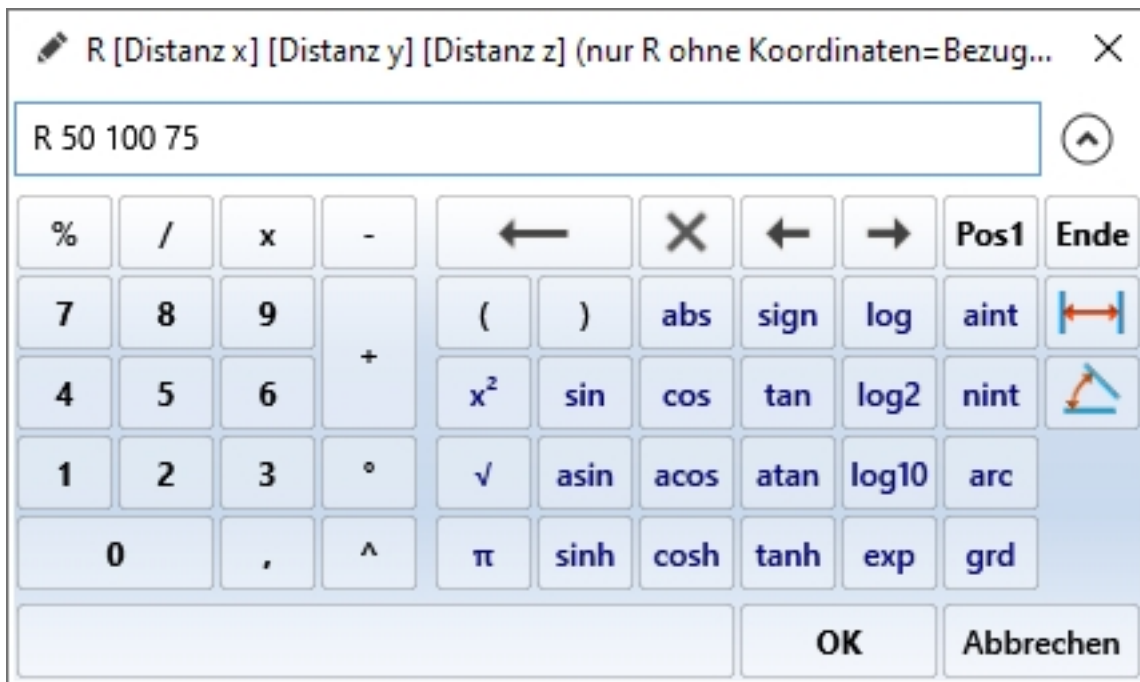 R [Distanz x] [Distanz y] [Distanz z] (nur R ohne Koordinaten=Bezug...
R 50 100 75
% / x - Pos1 Ende
7 8 9 + ( ) abs sign log aint
4 5 6 x² sin cos tan log2 nint
1 2 3 ° √ asin acos atan log10 arc
0 , ^ π sinh cosh tanh exp grd
OK Abbrechen